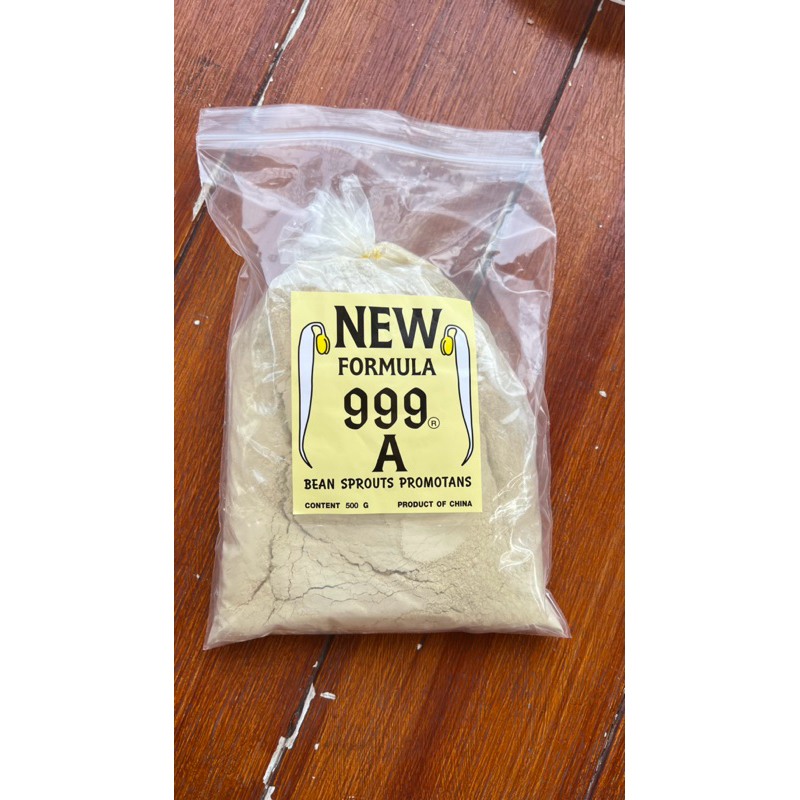 NEW
FORMULA
999®
A
BEAN SPROUTS PROMOTANS
CONTENT 500 G PRODUCT OF CHINA